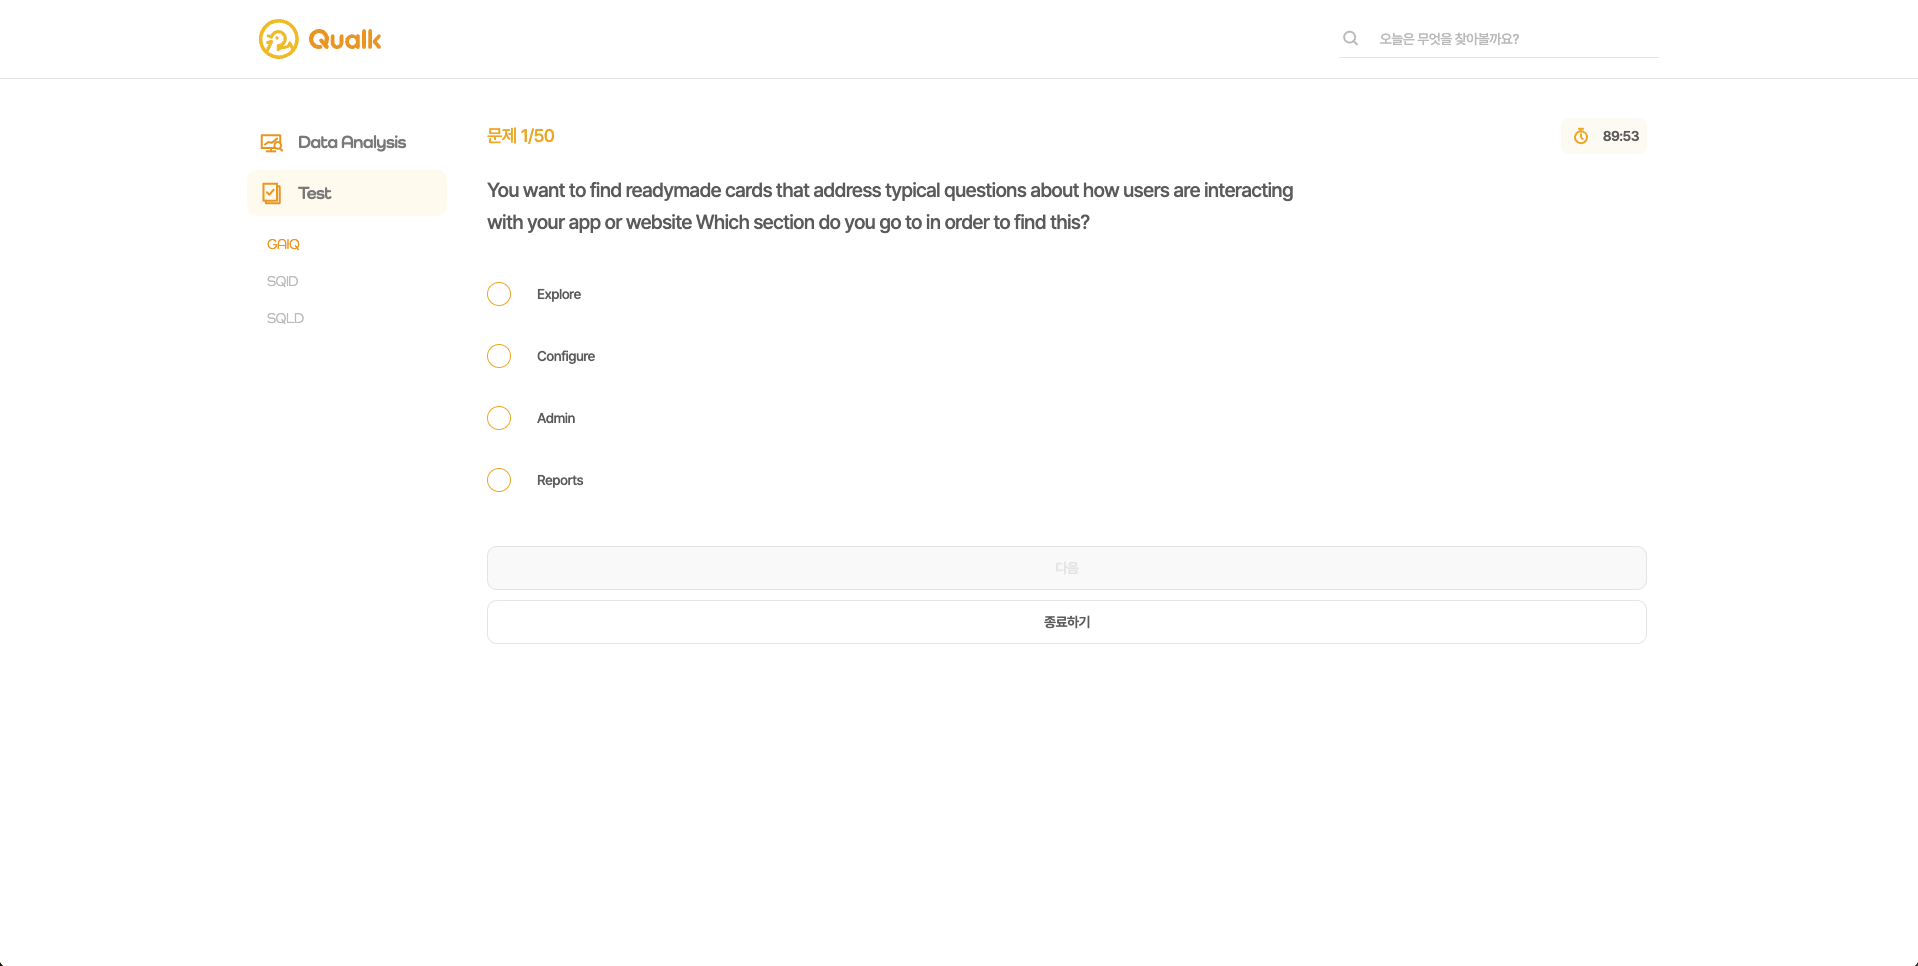 Qualk
오늘은 무엇을 찾아볼까요?
Data Analysis
Test
GAIQ
SQID
SQLD
문제 1/50
89:53
You want to find readymade cards that address typical questions about how users are interacting
with your app or website Which section do you go to in order to find this?
Explore
Configure
Admin
Reports
다음
종료하기